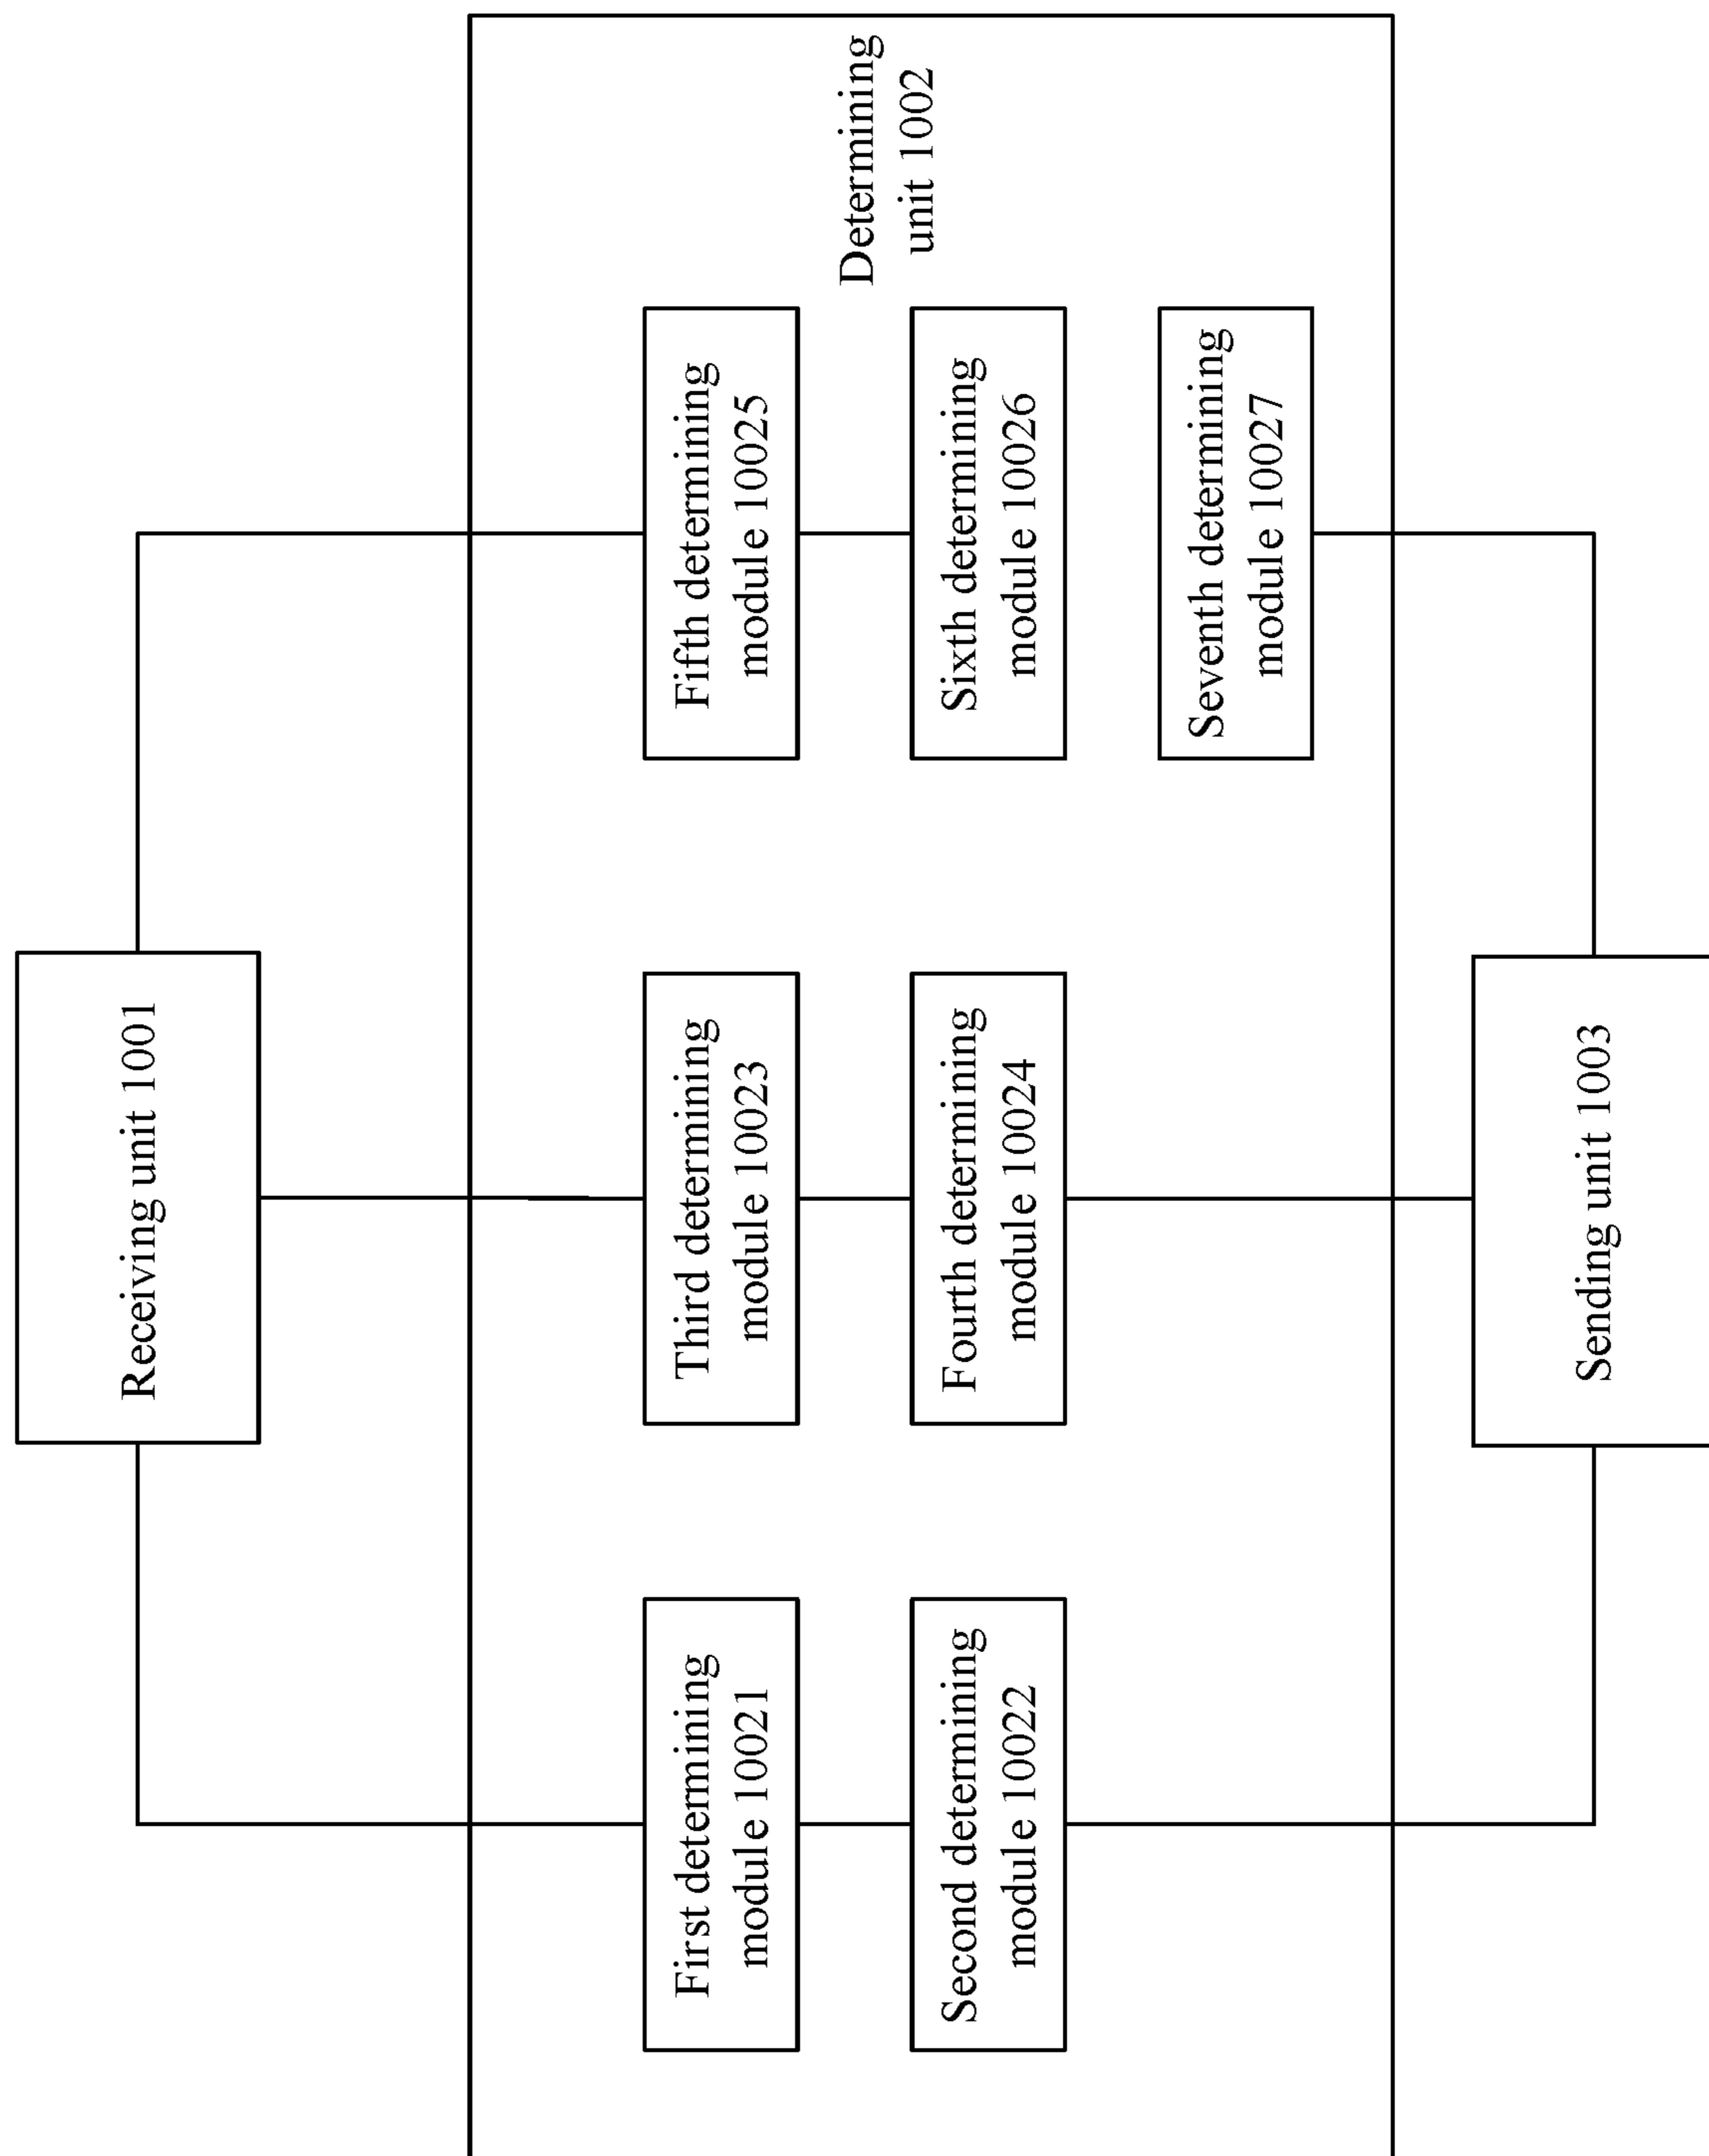 Receiving unit 1001
First determining
module 10021
Third determining
module 10023
Fifth determining
module 10025
Determining
unit 1002
Second determining
module 10022
Fourth determining
module 10024
Sixth determining
module 10026
Seventh determining
module 10027
Sending unit 1003